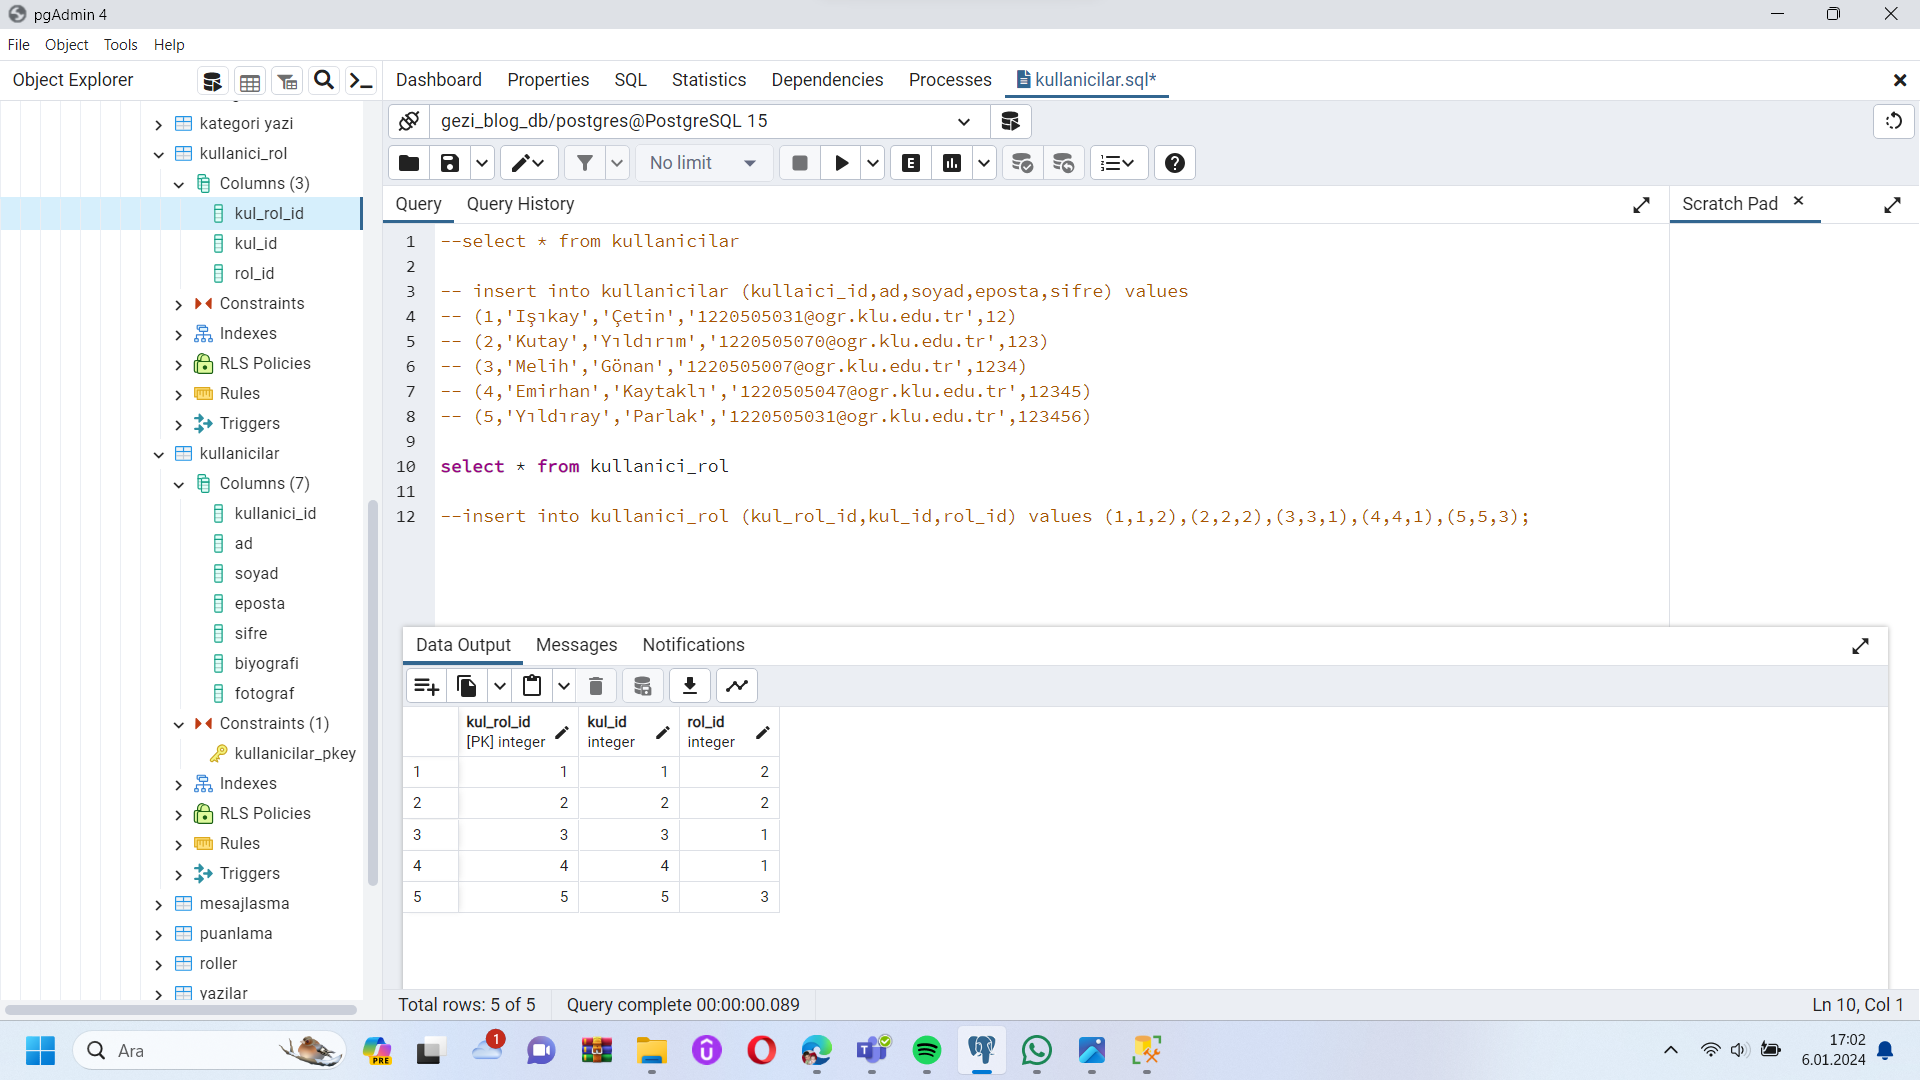 pgAdmin 4
File Object Tools Help
Object Explorer
Dashboard Properties SQL Statistics Dependencies Processes kullanicilar.sql*
kategori yazi
kullanici_rol
Columns (3)
kul_rol_id
kul_id
rol_id
Constraints
Indexes
RLS Policies
Rules
Triggers
kullanicilar
Columns (7)
kullanici_id
ad
soyad
eposta
sifre
biyografi
fotograf
Constraints (1)
kullanicilar_pkey
Indexes
RLS Policies
Rules
Triggers
mesajlasma
puanlama
roller
yazilar
gezi_blog_db/postgres@PostgreSQL 15
No limit
E
Query Query History
Scratch Pad
1 --select * from kullanicilar
2
3 -- insert into kullanicilar (kullaici_id,ad,soyad,eposta,sifre) values
4 -- (1,'Işıkay','Çetin','1220505031@ogr.klu.edu.tr',12)
5 -- (2,'Kutay','Yıldırım','1220505070@ogr.klu.edu.tr',123)
6 -- (3,'Melih','Gönan','1220505007@ogr.klu.edu.tr',1234)
7 -- (4,'Emirhan','Kaytaklı','1220505047@ogr.klu.edu.tr',12345)
8 -- (5,'Yıldıray','Parlak','1220505031@ogr.klu.edu.tr',123456)
9
10 select * from kullanici_rol
11
12 --insert into kullanici_rol (kul_rol_id,kul_id,rol_id) values (1,1,2),(2,2,2),(3,3,1),(4,4,1),(5,5,3);
Data Output Messages Notifications
kul_rol_id kul_id rol_id
[PK] integer integer integer
1 1 1 2
2 2 2 2
3 3 3 1
4 4 4 1
5 5 5 3
Total rows: 5 of 5 Query complete 00:00:00.089 Ln 10, Col 1
Ara
PRE
1
17:02
6.01.2024